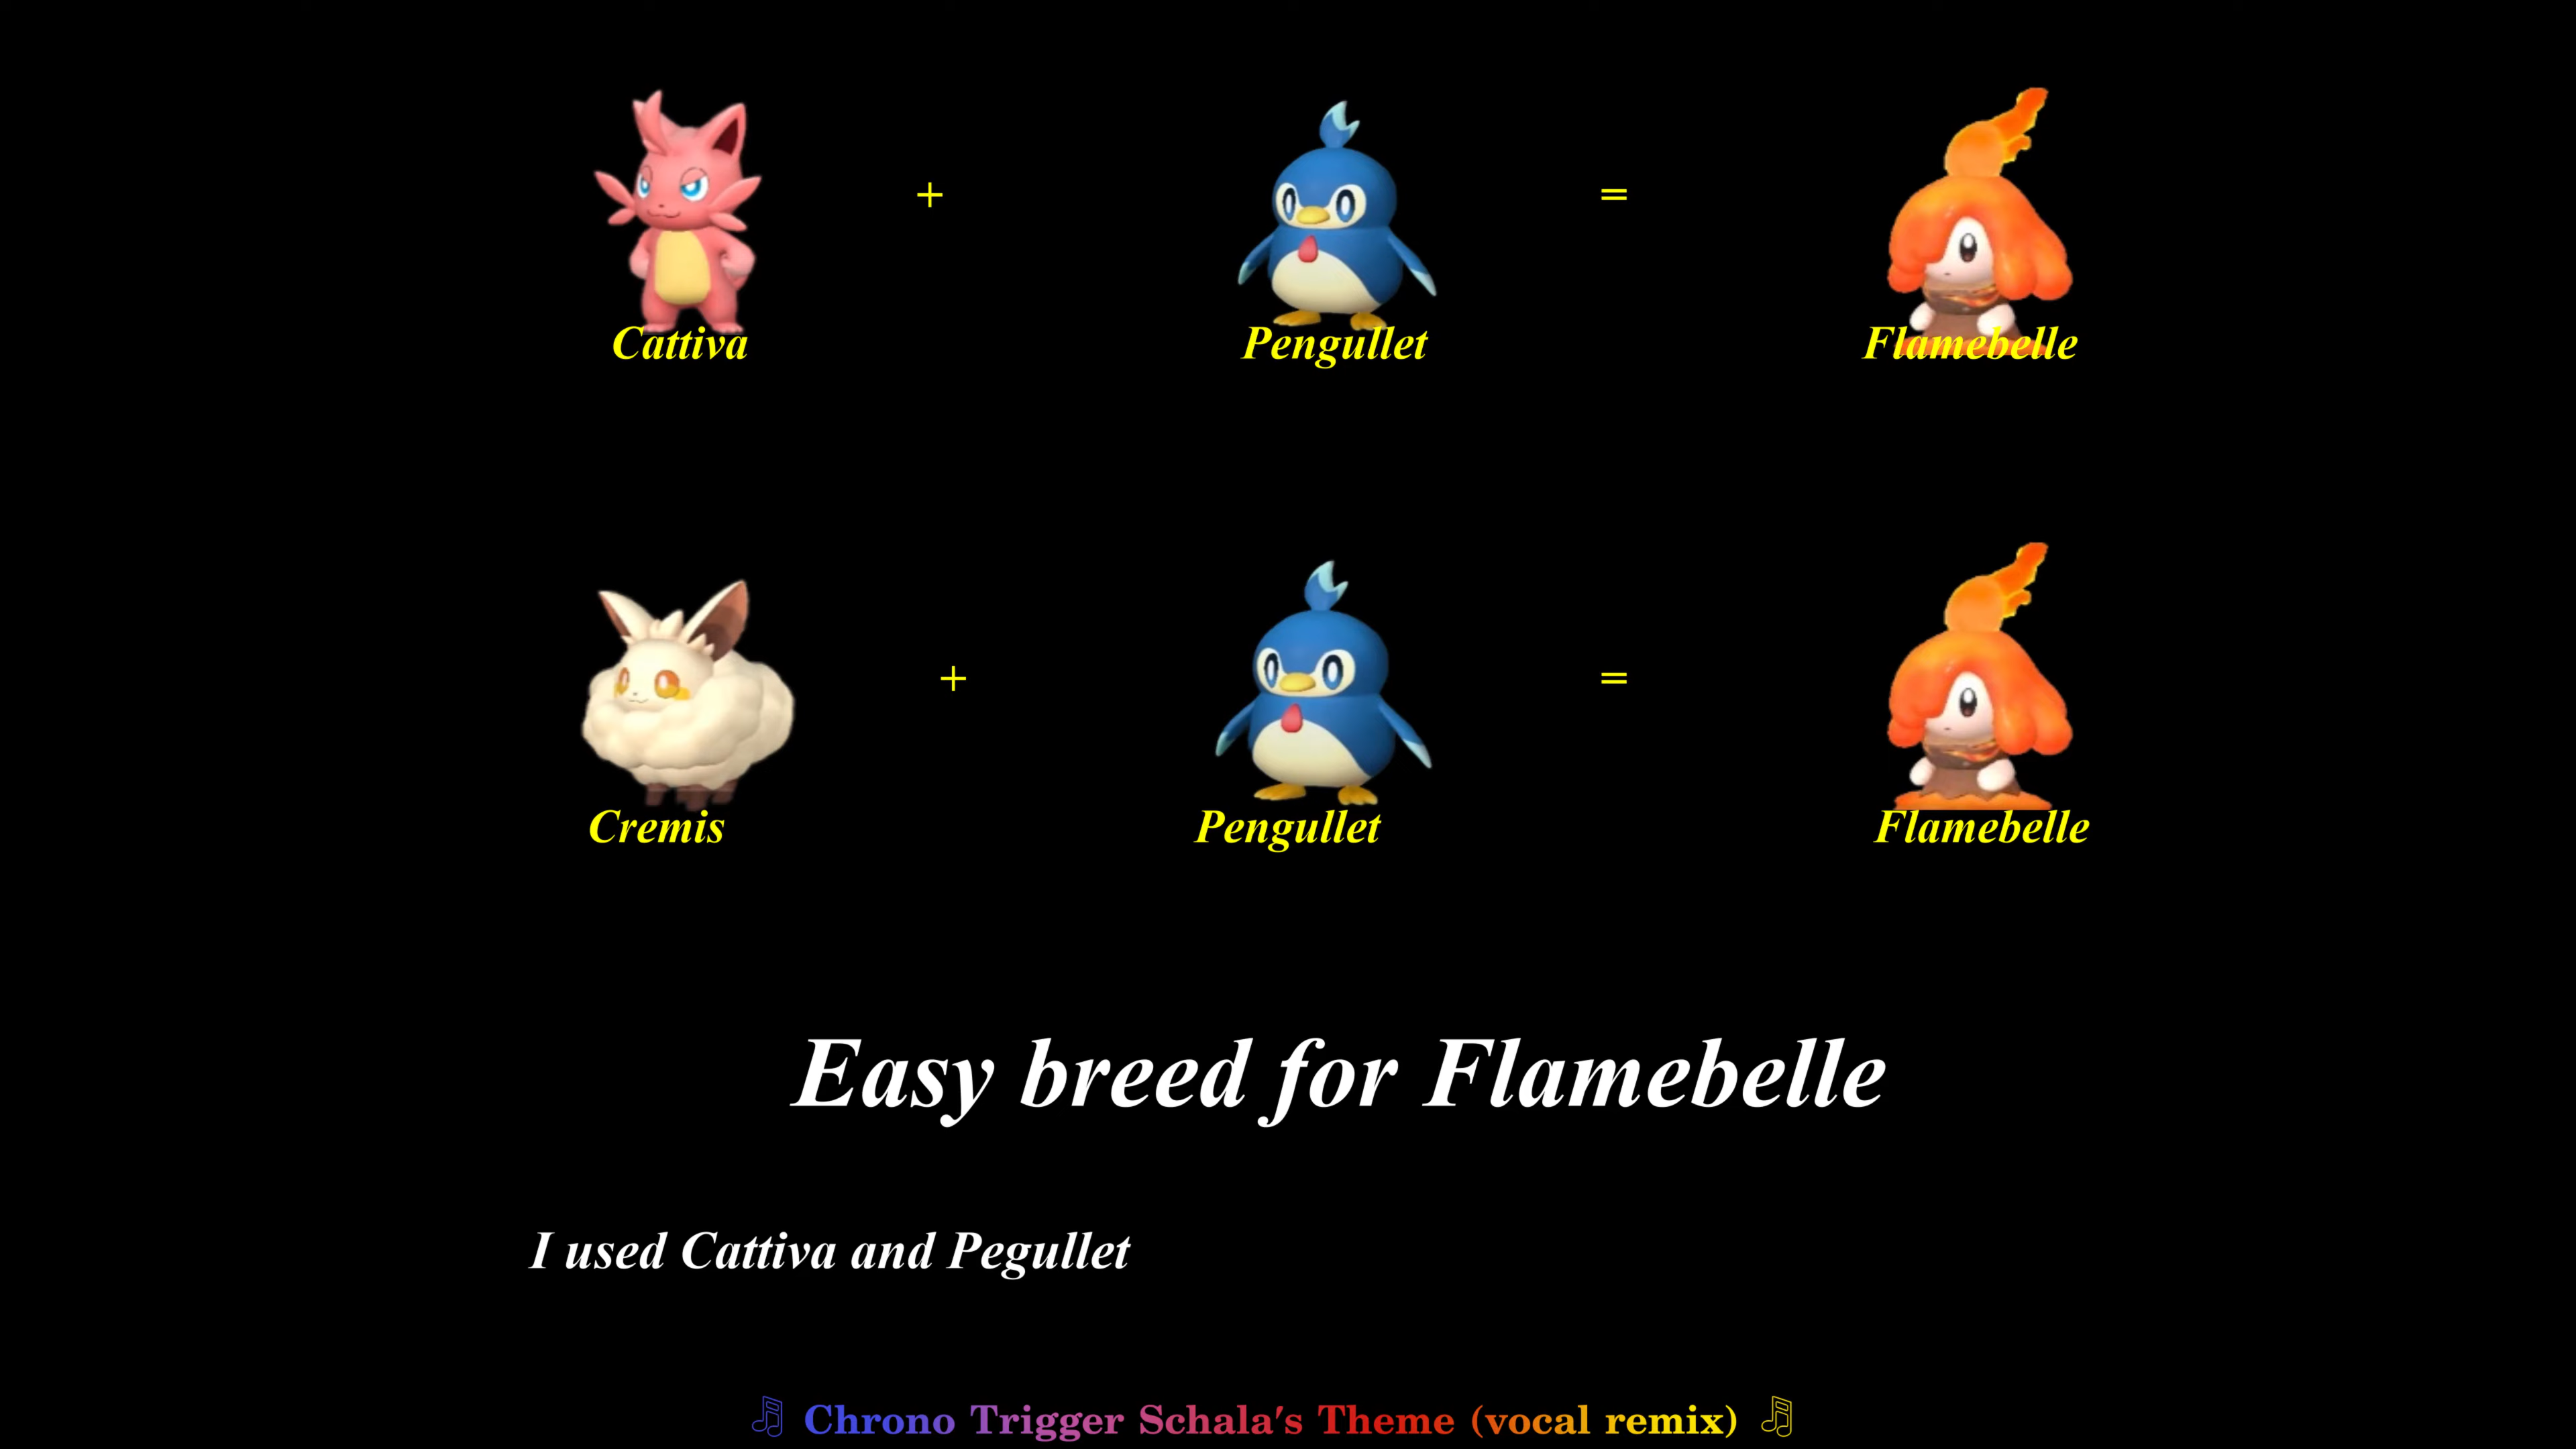 + =
Cattiva Pengullet Flamebelle
+ =
Cremis Pengullet Flamebelle
Easy breed for Flamebelle
I used Cattiva and Pegullet
♫ Chrono Trigger Schala's Theme (vocal remix) ♫